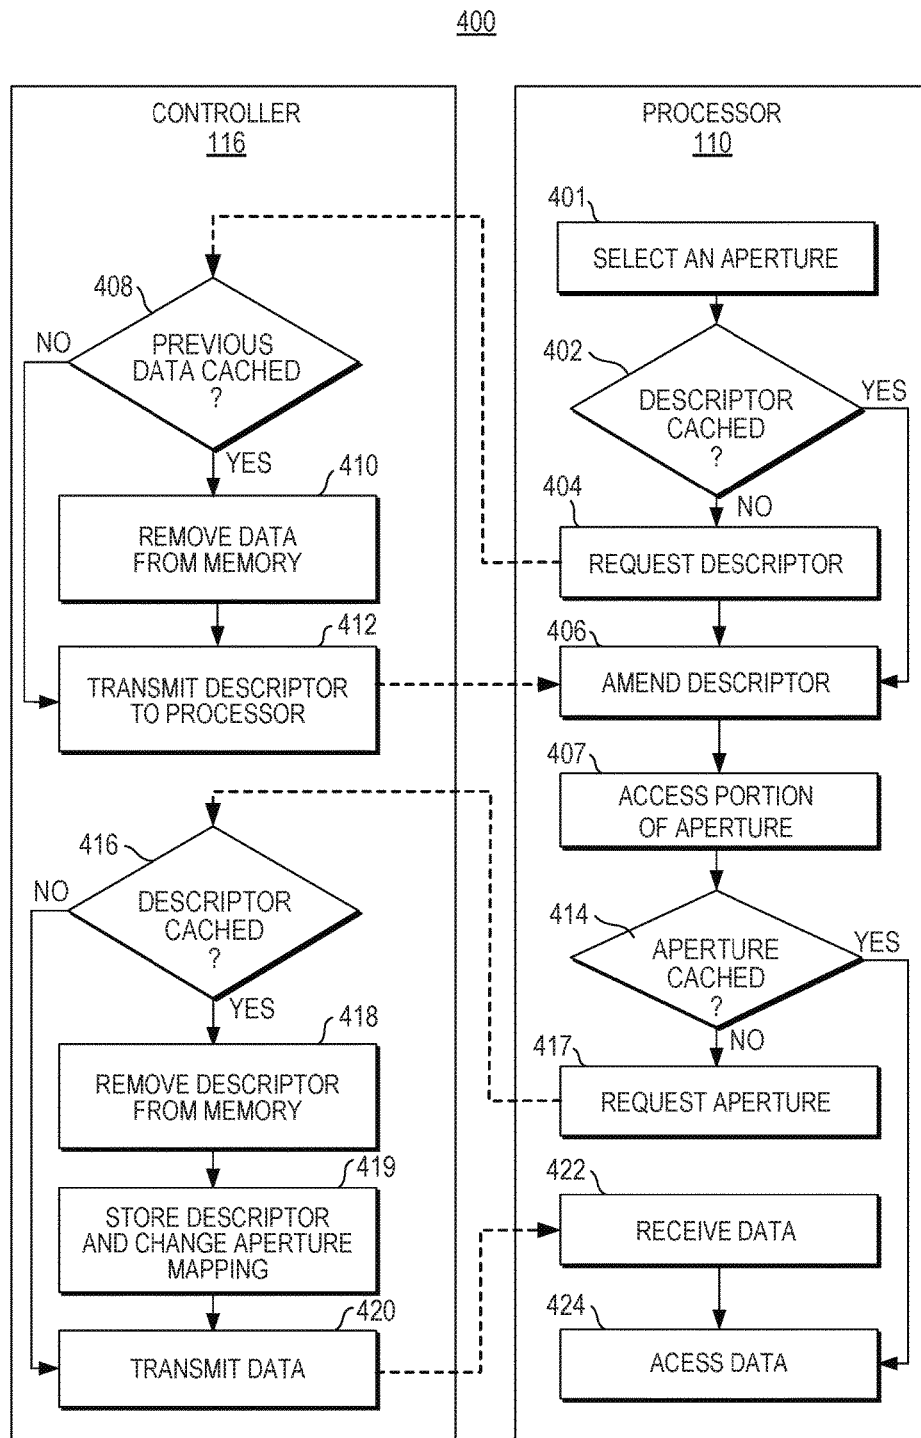 400
CONTROLLER
116
408
PREVIOUS
DATA CACHED
?
NO
YES
410
REMOVE DATA
FROM MEMORY
412
TRANSMIT DESCRIPTOR
TO PROCESSOR
416
DESCRIPTOR
CACHED
?
NO
YES
418
REMOVE DESCRIPTOR
FROM MEMORY
419
STORE DESCRIPTOR
AND CHANGE APERTURE
MAPPING
420
TRANSMIT DATA
PROCESSOR
110
401
SELECT AN APERTURE
402
DESCRIPTOR
CACHED
?
YES
NO
404
REQUEST DESCRIPTOR
406
AMEND DESCRIPTOR
407
ACCESS PORTION
OF APERTURE
414
APERTURE
CACHED
?
YES
NO
417
REQUEST APERTURE
422
RECEIVE DATA
424
ACESS DATA